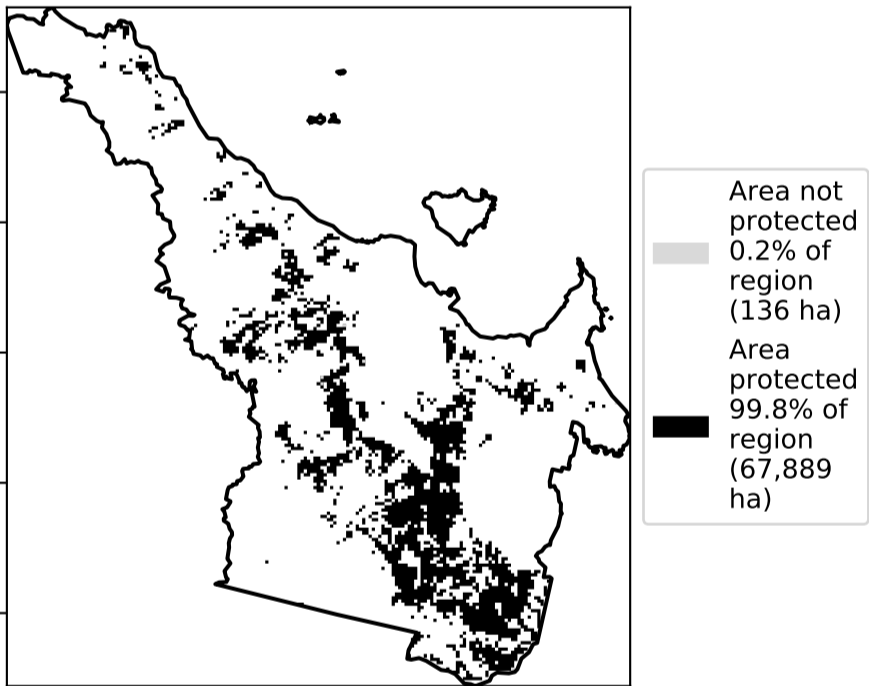 Area not
protected
0.2% of
region
(136 ha)
Area
protected
99.8% of
region
(67,889
ha)